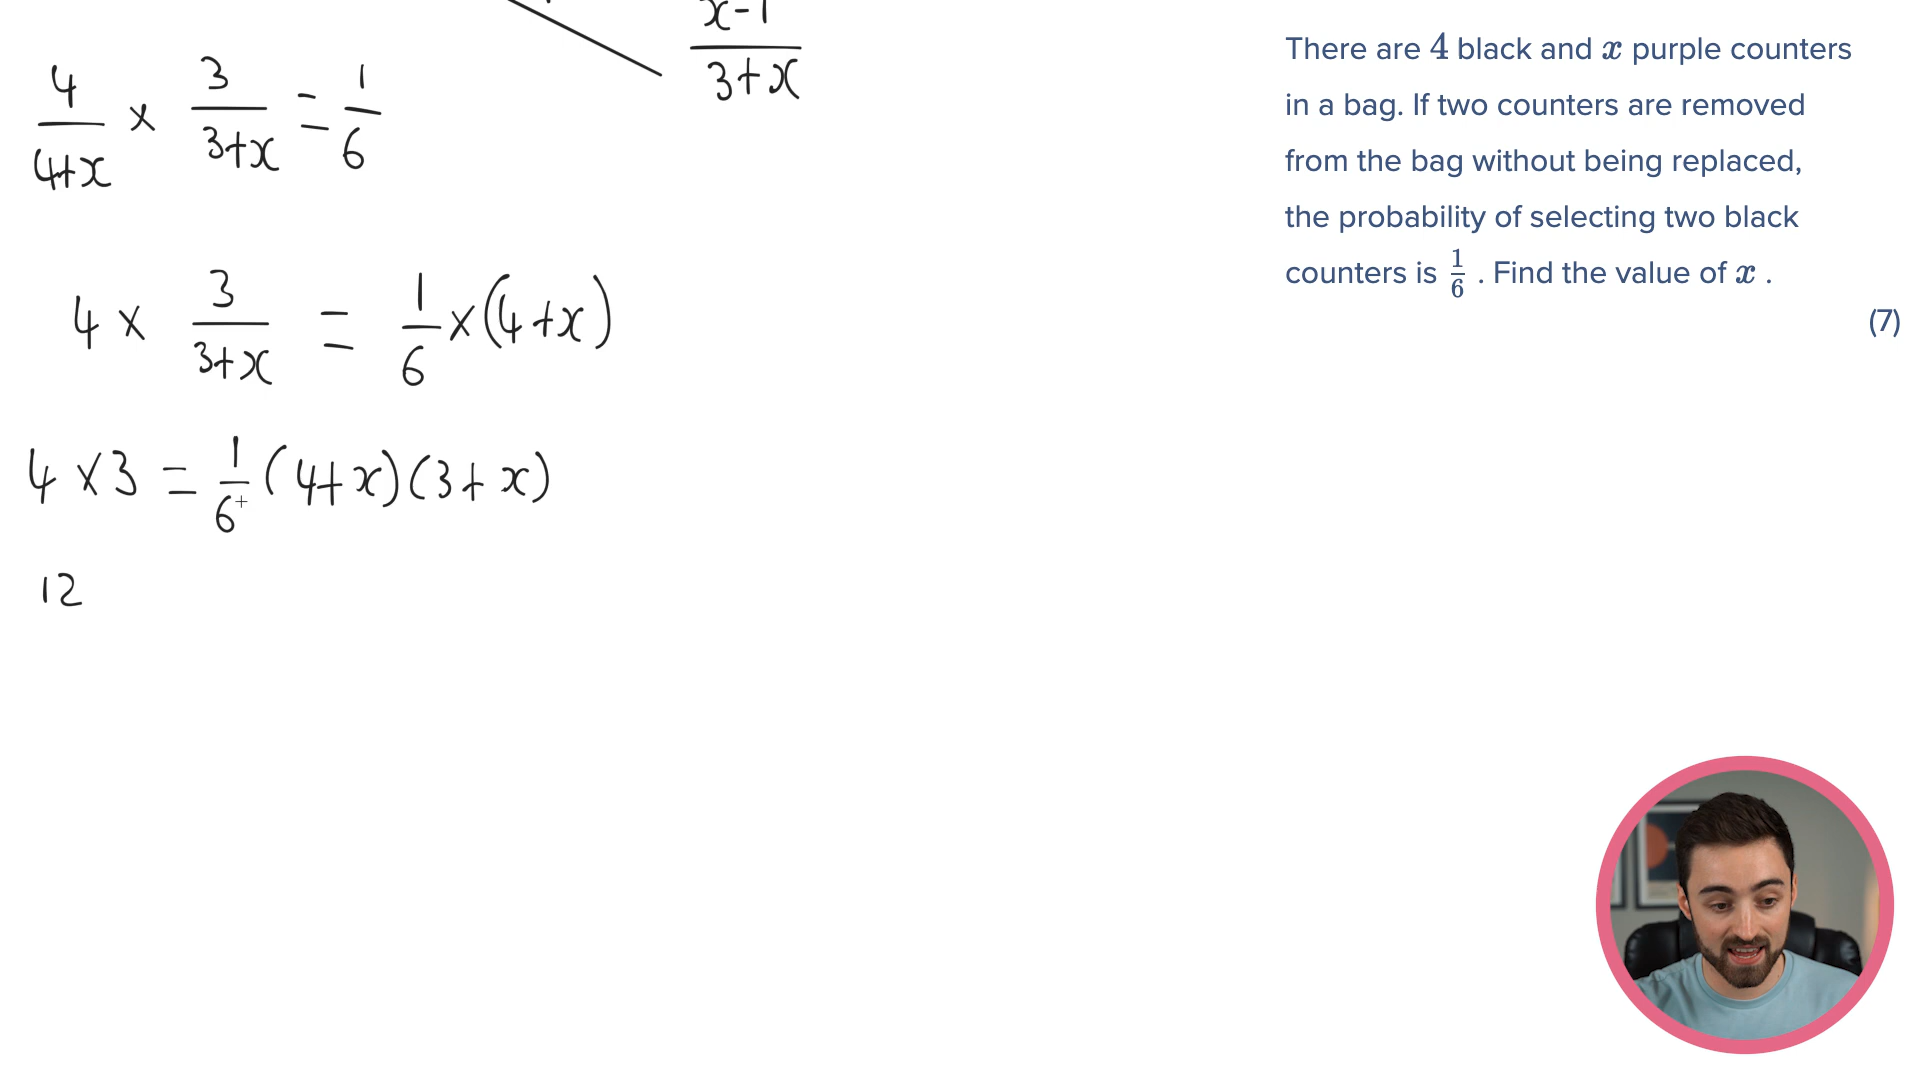 x-1
3+x
4/4+x × 3/3+x = 1/6
4 × 3/3+x = 1/6 × (4+x)
4 × 3 = 1/6 (4+x)(3+x)
12
There are 4 black and x purple counters
in a bag. If two counters are removed
from the bag without being replaced,
the probability of selecting two black
counters is 1/6 . Find the value of x .
(7)